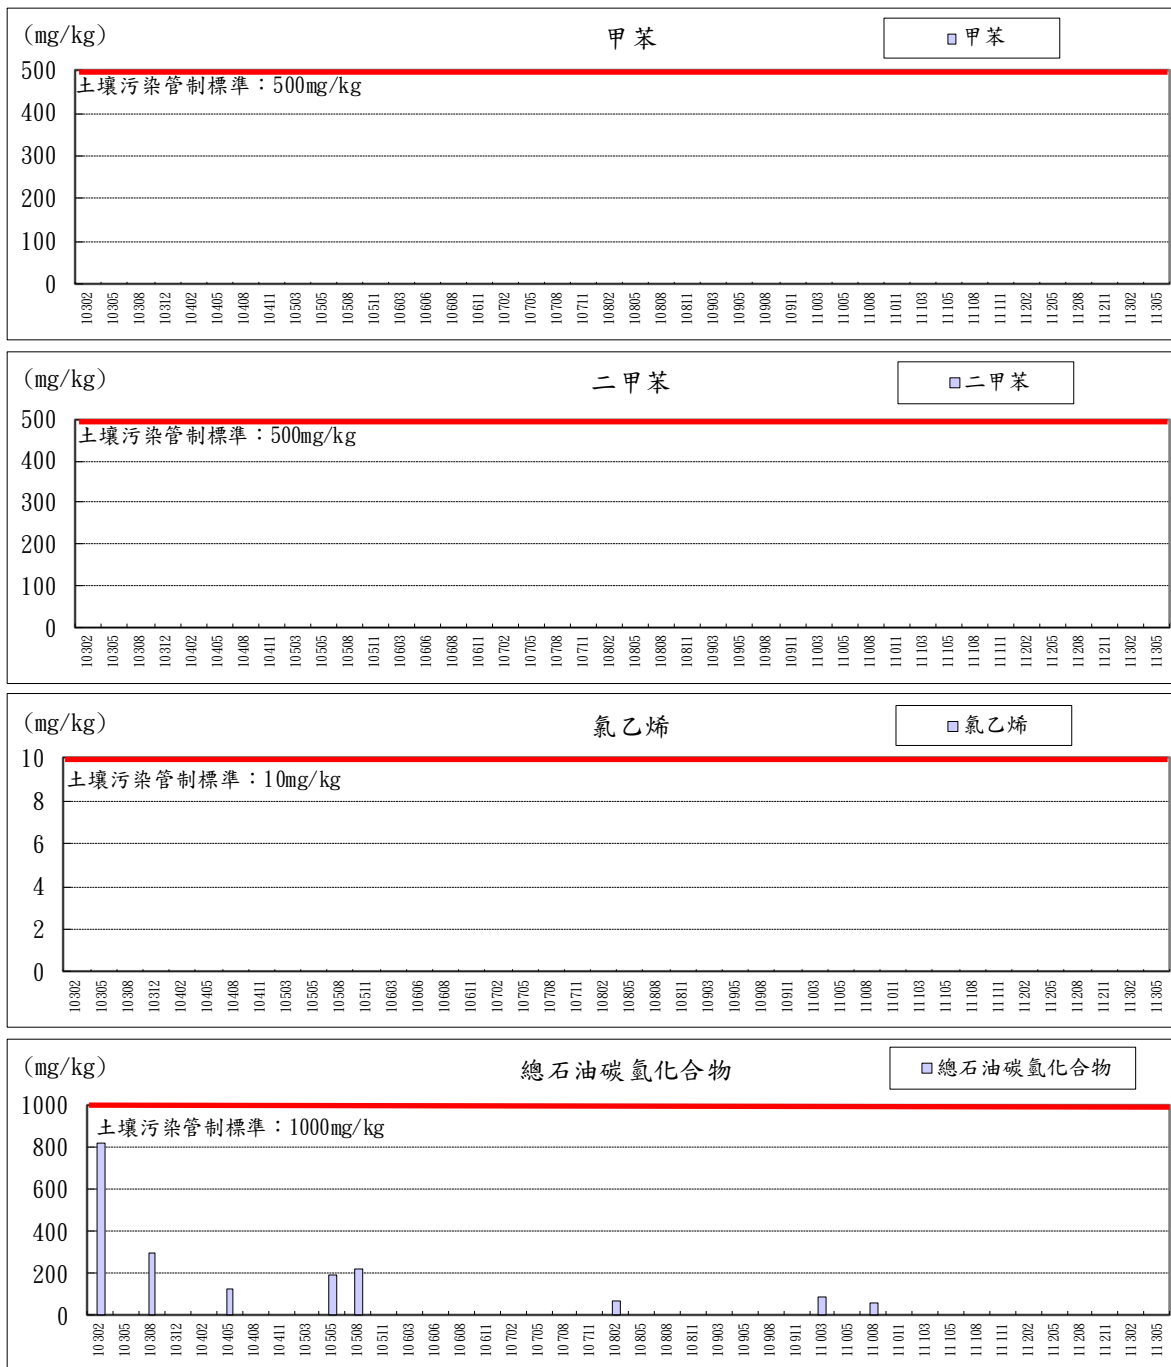 (mg/kg)
甲苯
甲苯
500
土壤污染管制標準：500mg/kg
400
300
200
100
0
10302 10305 10308 10312 10402 10405 10408 10411 10503 10505 10508 10511 10603 10606 10608 10611 10702 10705 10708 10711 10802 10805 10808 10811 10903 10905 10908 10911 11003 11005 11008 11011 11103 11105 11108 11111 11202 11205 11208 11211 11302 11305
(mg/kg)
二甲苯
二甲苯
500
土壤污染管制標準：500mg/kg
400
300
200
100
0
10302 10305 10308 10312 10402 10405 10408 10411 10503 10505 10508 10511 10603 10606 10608 10611 10702 10705 10708 10711 10802 10805 10808 10811 10903 10905 10908 10911 11003 11005 11008 11011 11103 11105 11108 11111 11202 11205 11208 11211 11302 11305
(mg/kg)
氯乙烯
氯乙烯
10
土壤污染管制標準：10mg/kg
8
6
4
2
0
10302 10305 10308 10312 10402 10405 10408 10411 10503 10505 10508 10511 10603 10606 10608 10611 10702 10705 10708 10711 10802 10805 10808 10811 10903 10905 10908 10911 11003 11005 11008 11011 11103 11105 11108 11111 11202 11205 11208 11211 11302 11305
(mg/kg)
總石油碳氫化合物
總石油碳氫化合物
1000
土壤污染管制標準：1000mg/kg
800
600
400
200
0
10302 10305 10308 10312 10402 10405 10408 10411 10503 10505 10508 10511 10603 10606 10608 10611 10702 10705 10708 10711 10802 10805 10808 10811 10903 10905 10908 10911 11003 11005 11008 11011 11103 11105 11108 11111 11202 11205 11208 11211 11302 11305